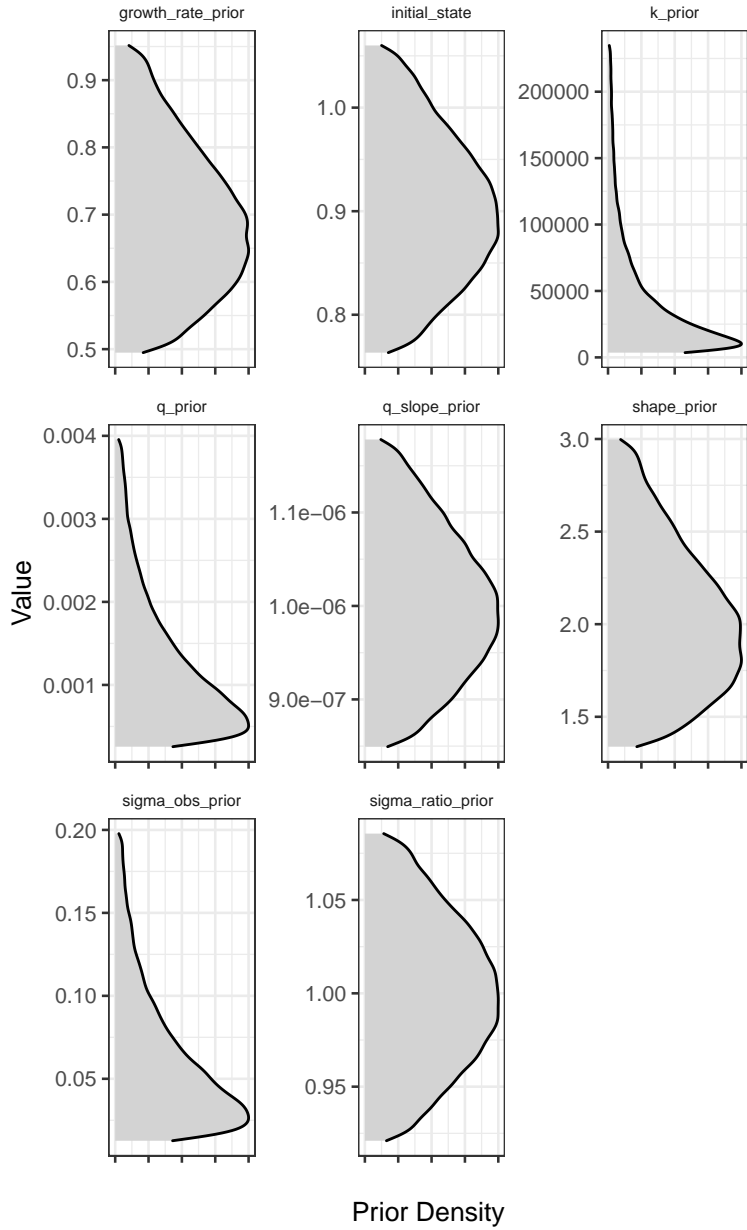 growth_rate_prior
initial_state
k_prior
0.9
0.8
0.7
0.6
0.5
1.0
0.9
0.8
200000
150000
100000
50000
0
q_prior
q_slope_prior
shape_prior
0.004
0.003
0.002
0.001
1.1e−06
1.0e−06
9.0e−07
3.0
2.5
2.0
1.5
Value
sigma_obs_prior
sigma_ratio_prior
0.20
0.15
0.10
0.05
1.05
1.00
0.95
Prior Density